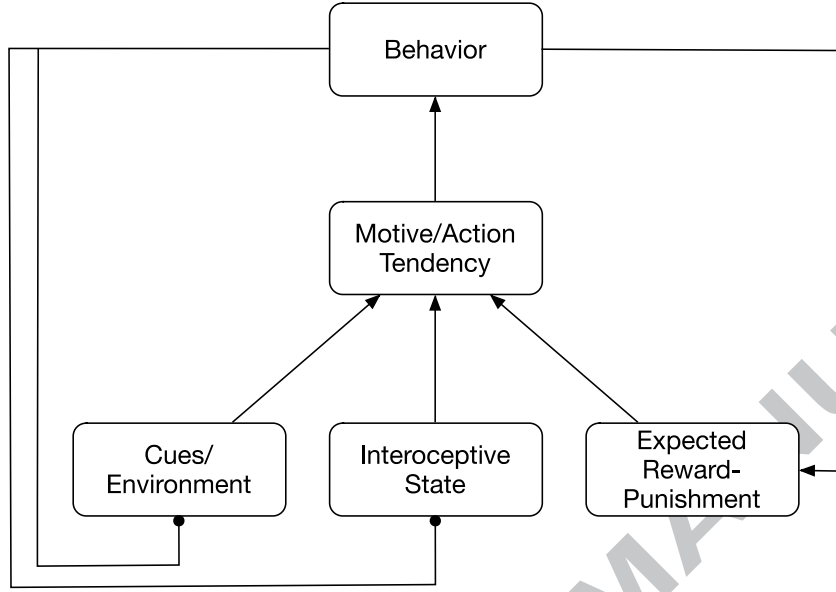 Behavior
Motive/Action
Tendency
Cues/
Environment
Interoceptive
State
Expected
Reward-
Punishment